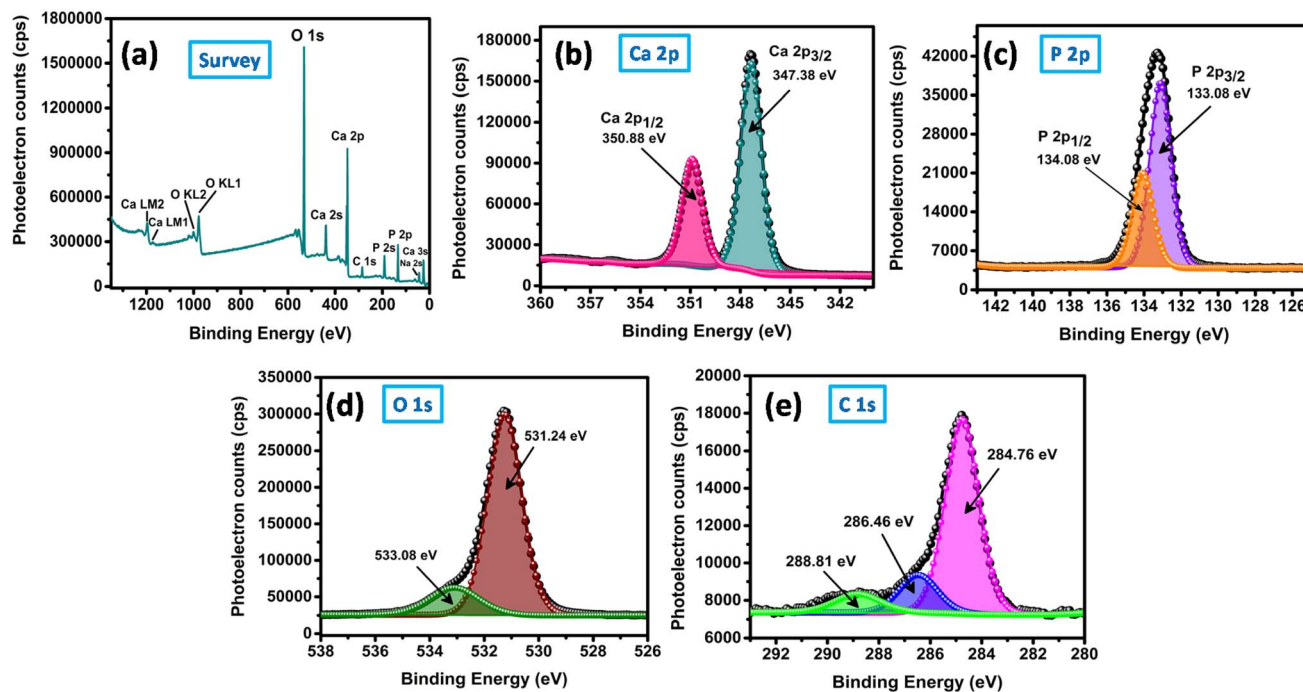 (a)
Survey
O 1s
Ca 2p
O KL1
O KL2
Ca LM2
Ca LM1
Ca 2s
P 2p
P 2s
Ca 3s
C 1s
Na 2s
1800000
1500000
1200000
900000
600000
300000
0
1200 1000 800 600 400 200 0
Photoelectron counts (cps)
Binding Energy (eV)
(b)
Ca 2p
Ca 2p3/2
347.38 eV
Ca 2p1/2
350.88 eV
180000
150000
120000
90000
60000
30000
0
360 357 354 351 348 345 342
Photoelectron counts (cps)
Binding Energy (eV)
(c)
P 2p
P 2p3/2
133.08 eV
P 2p1/2
134.08 eV
42000
35000
28000
21000
14000
7000
0
142 140 138 136 134 132 130 128 126
Photoelectron counts (cps)
Binding Energy (eV)
(d)
O 1s
531.24 eV
533.08 eV
350000
300000
250000
200000
150000
100000
50000
0
538 536 534 532 530 528 526
Photoelectron counts (cps)
Binding Energy (eV)
(e)
C 1s
284.76 eV
286.46 eV
288.81 eV
20000
18000
16000
14000
12000
10000
8000
6000
292 290 288 286 284 282 280
Photoelectron counts (cps)
Binding Energy (eV)